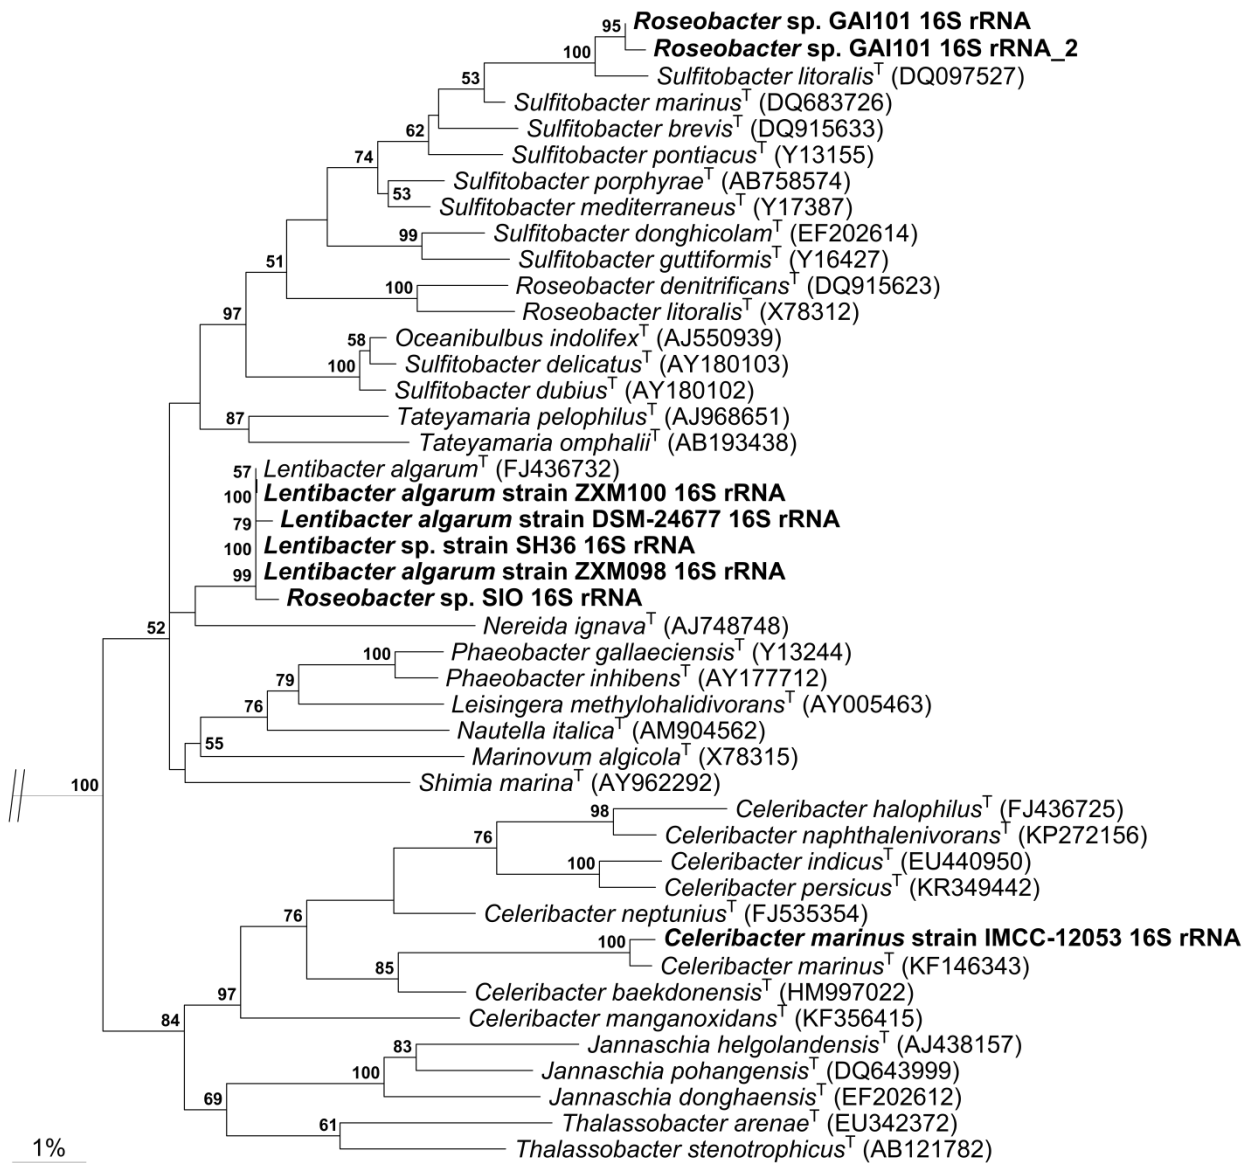 95 Roseobacter sp. GAI101 16S rRNA
100 Roseobacter sp. GAI101 16S rRNA_2
Sulfitobacter litoralisT (DQ097527)
53 Sulfitobacter marinusT (DQ683726)
Sulfitobacter brevisT (DQ915633)
62 Sulfitobacter pontiacusT (Y13155)
74 Sulfitobacter porphyraeT (AB758574)
53 Sulfitobacter mediterraneusT (Y17387)
99 Sulfitobacter donghicolamT (EF202614)
51 Sulfitobacter guttiformisT (Y16427)
100 Roseobacter denitrificansT (DQ915623)
97 Roseobacter litoralisT (X78312)
58 Oceanibulbus indolifexT (AJ550939)
100 Sulfitobacter delicatusT (AY180103)
Sulfitobacter dubiusT (AY180102)
87 Tateyamaria pelophilusT (AJ968651)
Tateyamaria omphaliiT (AB193438)
57 Lentibacter algarumT (FJ436732)
100 Lentibacter algarum strain ZXM100 16S rRNA
79 Lentibacter algarum strain DSM-24677 16S rRNA
100 Lentibacter sp. strain SH36 16S rRNA
99 Lentibacter algarum strain ZXM098 16S rRNA
Roseobacter sp. SIO 16S rRNA
52 Nereida ignavaT (AJ748748)
100 Phaeobacter gallaeciensisT (Y13244)
79 Phaeobacter inhibensT (AY177712)
76 Leisingera methylohalidivoransT (AY005463)
Nautella italicaT (AM904562)
55 Marinovum algicolaT (X78315)
100 Shimia marinaT (AY962292)
98 Celeribacter halophilusT (FJ436725)
76 Celeribacter naphthalenivoransT (KP272156)
100 Celeribacter indicusT (EU440950)
Celeribacter persicusT (KR349442)
76 Celeribacter neptuniusT (FJ535354)
100 Celeribacter marinus strain IMCC-12053 16S rRNA
85 Celeribacter marinusT (KF146343)
Celeribacter baekdonensisT (HM997022)
97 Celeribacter manganoxidansT (KF356415)
84
83 Jannaschia helgolandensisT (AJ438157)
100 Jannaschia pohangensisT (DQ643999)
69 Jannaschia donghaensisT (EF202612)
61 Thalassobacter arenaeT (EU342372)
1% Thalassobacter stenotrophicusT (AB121782)